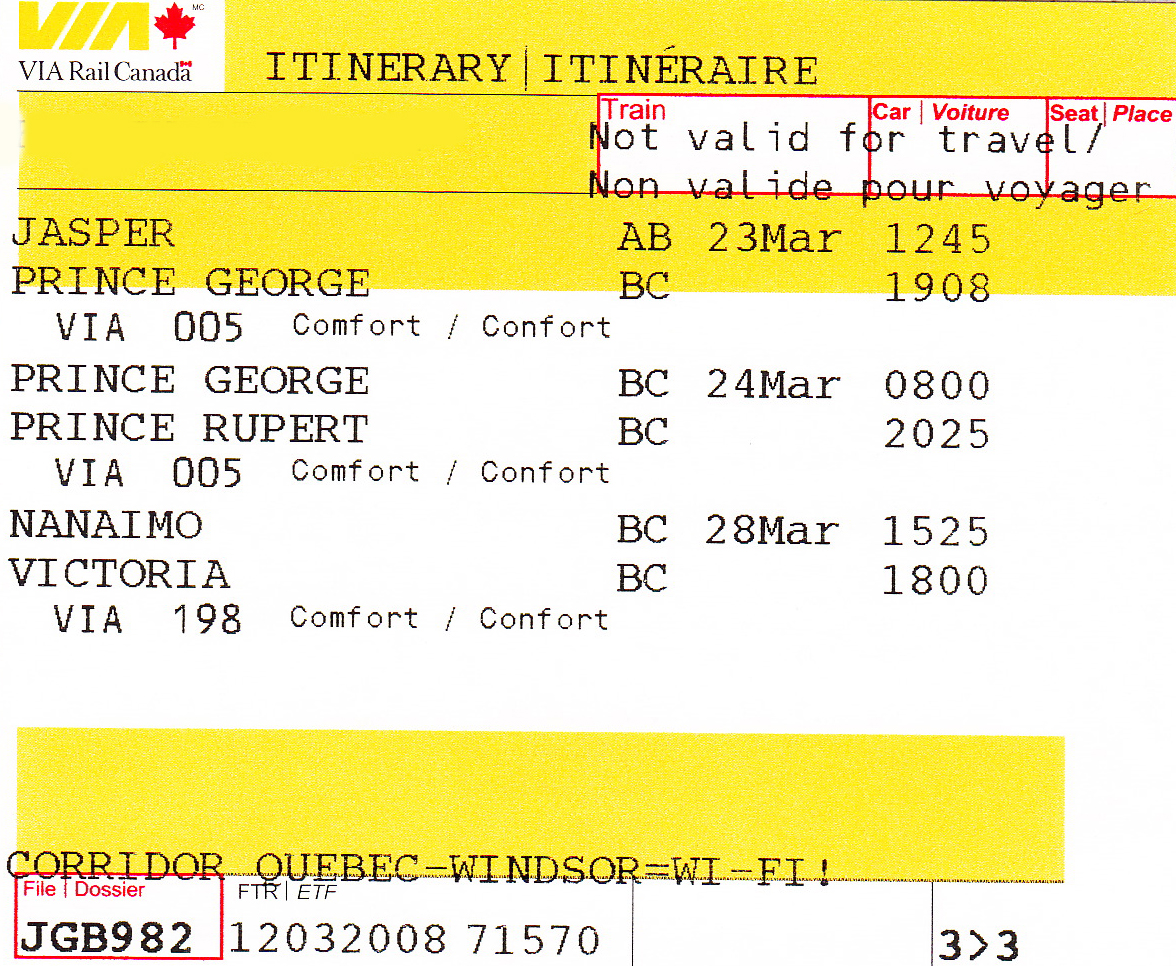 VIA MC
VIA Rail Canada
ITINERARY | ITINÉRAIRE
Train Car | Voiture Seat | Place
Not valid for travel/
Non valide pour voyager
JASPER AB 23Mar 1245
PRINCE GEORGE BC 1908
VIA 005 Comfort / Confort
PRINCE GEORGE BC 24Mar 0800
PRINCE RUPERT BC 2025
VIA 005 Comfort / Confort
NANAIMO BC 28Mar 1525
VICTORIA BC 1800
VIA 198 Comfort / Confort
CORRIDOR QUEBEC-WINDSOR=WI-FI!
File | Dossier FTR | ETF
JGB982 12032008 71570 3>3